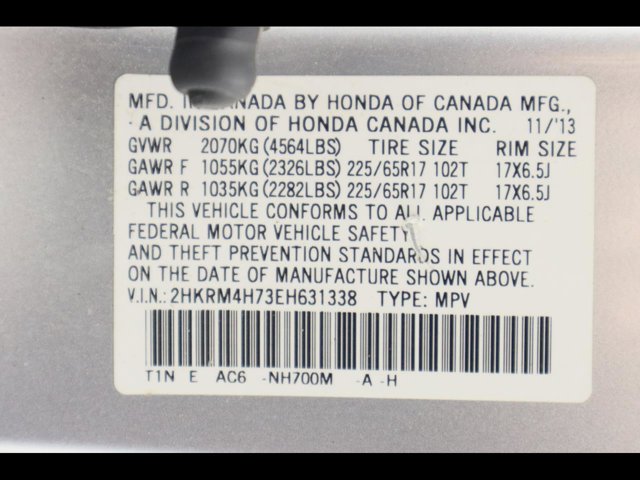 MFD. IN CANADA BY HONDA OF CANADA MFG.,
A DIVISION OF HONDA CANADA INC. 11/'13
GVWR 2070KG (4564LBS) TIRE SIZE RIM SIZE
GAWR F 1055KG (2326LBS) 225/65R17 102T 17X6.5J
GAWR R 1035KG (2282LBS) 225/65R17 102T 17X6.5J
THIS VEHICLE CONFORMS TO ALL APPLICABLE
FEDERAL MOTOR VEHICLE SAFETY
AND THEFT PREVENTION STANDARDS IN EFFECT
ON THE DATE OF MANUFACTURE SHOWN ABOVE.
V.I.N.: 2HKRM4H73EH631338 TYPE: MPV
T1N E AC6 -NH700M -A -H